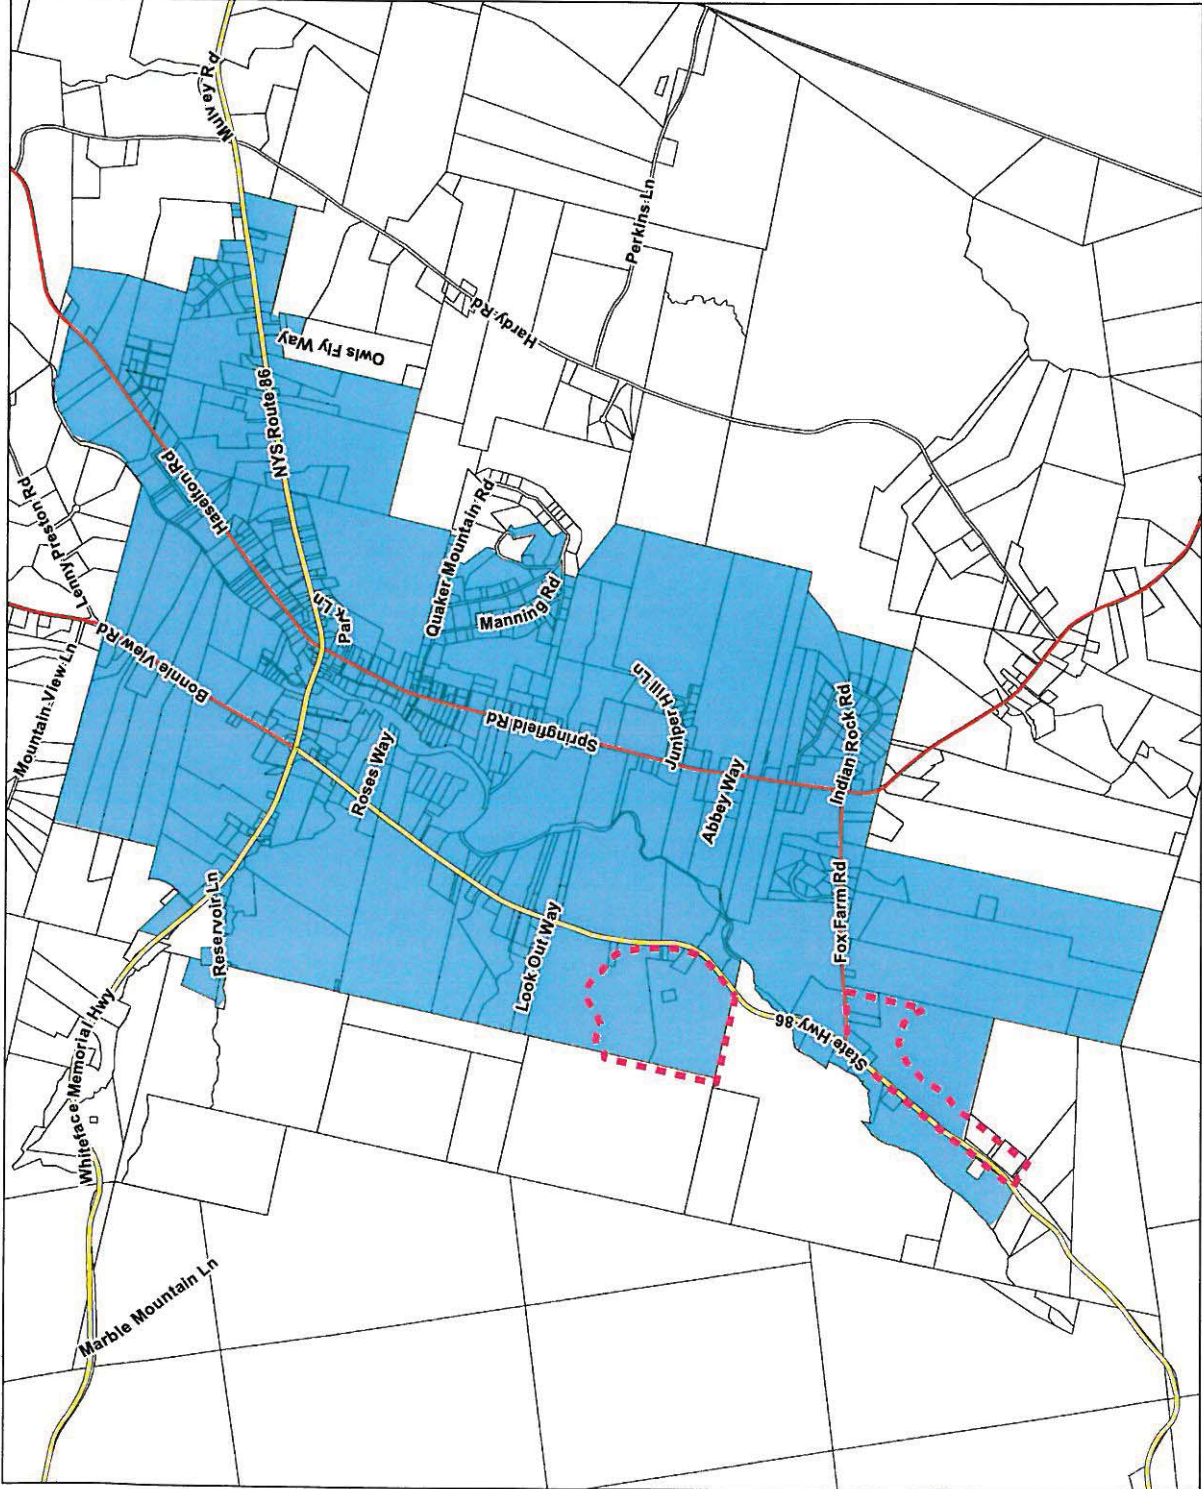 Mulvey Rd
Lenny Preston Rd
Mountain View Ln
Bonnie View Rd
Haselton Rd
NYS Route 86
Owls Fly Way
Perkins Ln
Hardy Rd
Park Ln
Quaker Mountain Rd
Manning Rd
Roses Way
Springfield Rd
Juniper Hill Ln
Abbey Way
Indian Rock Rd
Fox Farm Rd
Look Out Way
Reservoir Ln
Whiteface Memorial Hwy
State Hwy 86
Marble Mountain Ln